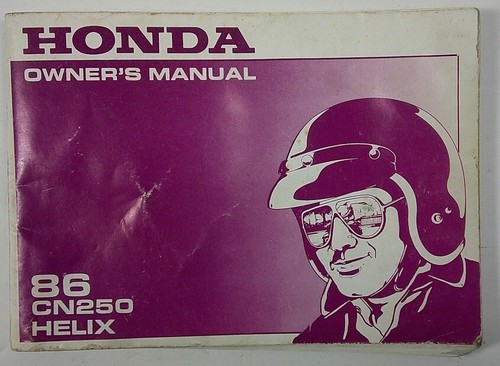 HONDA
OWNER'S MANUAL
86
CN250
HELIX